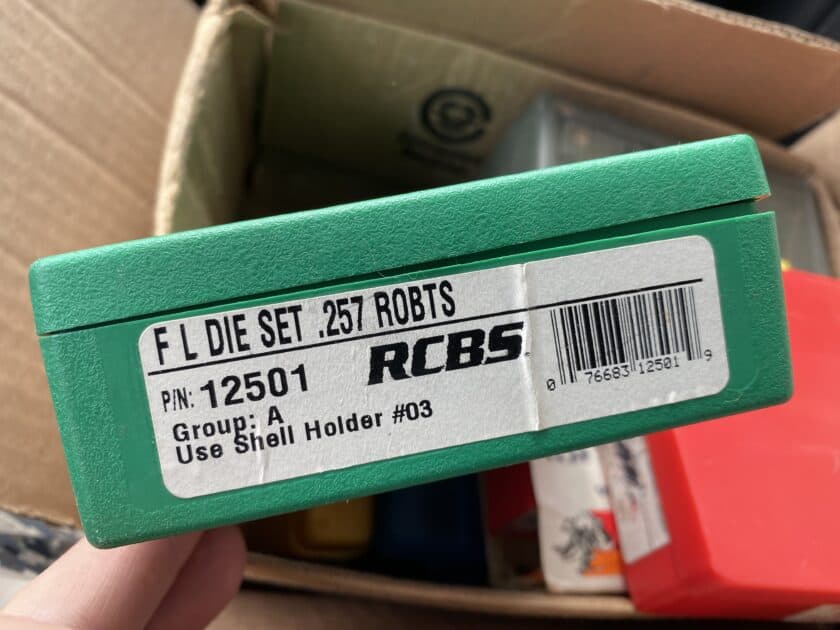 F L DIE SET .257 ROBTS
P/N: 12501 RCBS
Group: A
Use Shell Holder #03
0 76683 12501 9